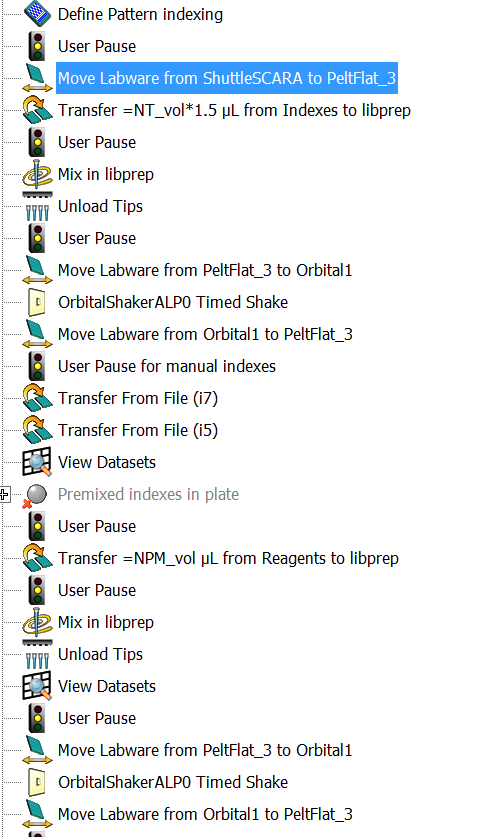 Define Pattern indexing
User Pause
Move Labware from ShuttleSCARA to PeltFlat_3
Transfer =NT_vol*1.5 µL from Indexes to libprep
User Pause
Mix in libprep
Unload Tips
User Pause
Move Labware from PeltFlat_3 to Orbital1
OrbitalShakerALP0 Timed Shake
Move Labware from Orbital1 to PeltFlat_3
User Pause for manual indexes
Transfer From File (i7)
Transfer From File (i5)
View Datasets
Premixed indexes in plate
User Pause
Transfer =NPM_vol µL from Reagents to libprep
User Pause
Mix in libprep
Unload Tips
View Datasets
User Pause
Move Labware from PeltFlat_3 to Orbital1
OrbitalShakerALP0 Timed Shake
Move Labware from Orbital1 to PeltFlat_3